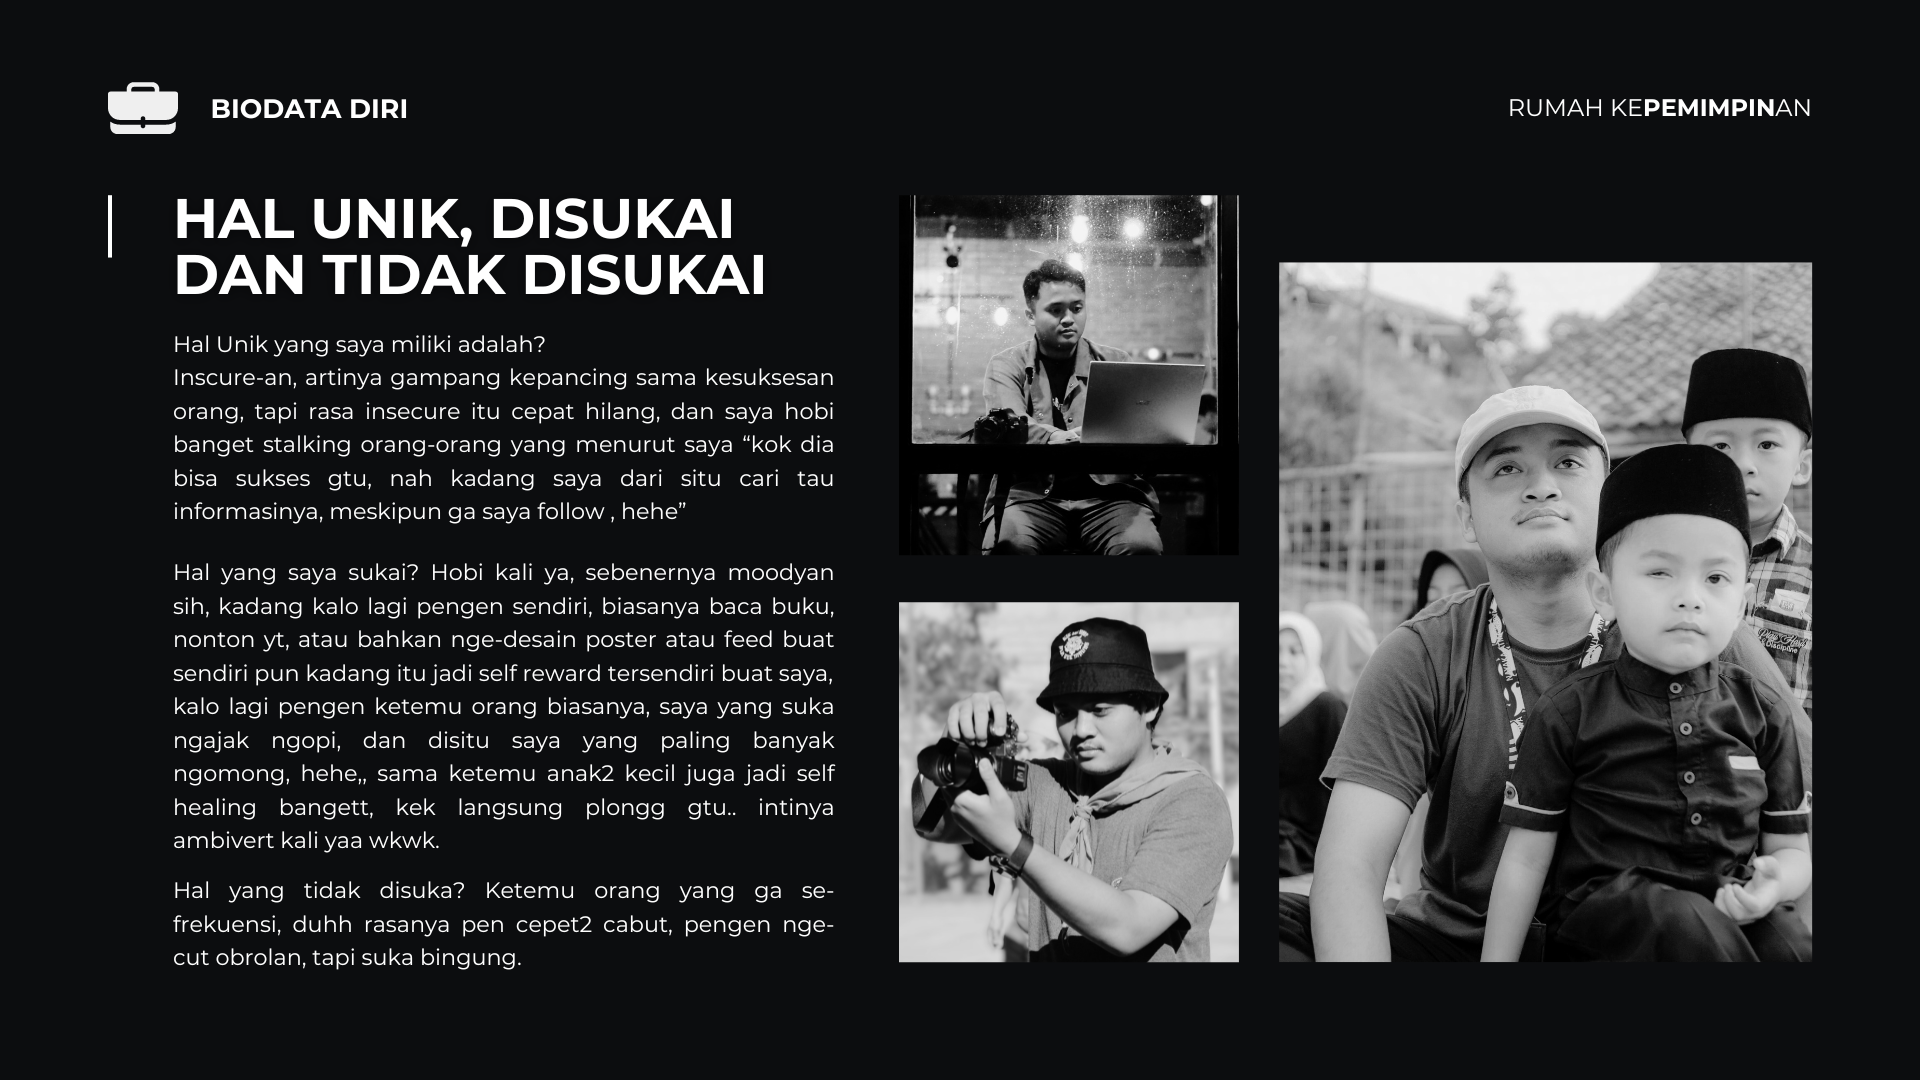 BIODATA DIRI
RUMAH KEPEMIMPINAN
HAL UNIK, DISUKAI
DAN TIDAK DISUKAI
Hal Unik yang saya miliki adalah?
Inscure-an, artinya gampang kepancing sama kesuksesan
orang, tapi rasa insecure itu cepat hilang, dan saya hobi
banget stalking orang-orang yang menurut saya “kok dia
bisa sukses gtu, nah kadang saya dari situ cari tau
informasinya, meskipun ga saya follow , hehe”
Hal yang saya sukai? Hobi kali ya, sebenernya moodyan
sih, kadang kalo lagi pengen sendiri, biasanya baca buku,
nonton yt, atau bahkan nge-desain poster atau feed buat
sendiri pun kadang itu jadi self reward tersendiri buat saya,
kalo lagi pengen ketemu orang biasanya, saya yang suka
ngajak ngopi, dan disitu saya yang paling banyak
ngomong, hehe,, sama ketemu anak2 kecil juga jadi self
healing bangett, kek langsung plongg gtu.. intinya
ambivert kali yaa wkwk.
Hal yang tidak disuka? Ketemu orang yang ga se-
frekuensi, duhh rasanya pen cepet2 cabut, pengen nge-
cut obrolan, tapi suka bingung.